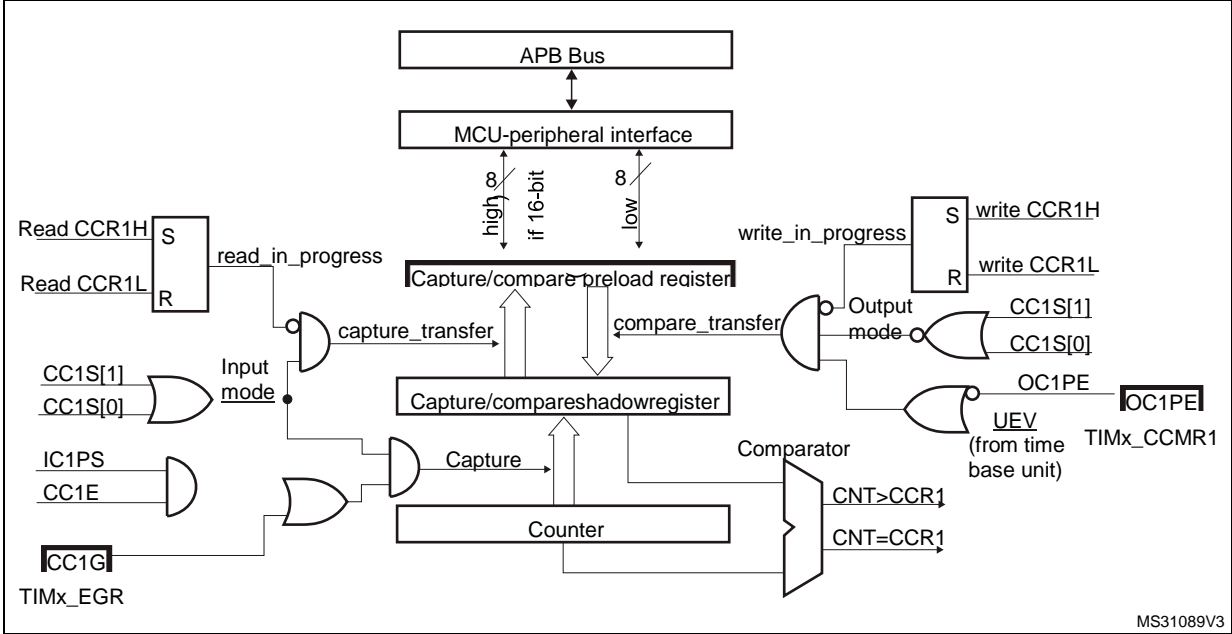 APB Bus
MCU-peripheral interface
8
high)
if 16-bit
8
low
Read CCR1H
S
read_in_progress
Read CCR1L
R
write_in_progress
S
write CCR1H
R
write CCR1L
Capture/compare preload register
capture_transfer
compare_transfer
Output
mode
CC1S[1]
CC1S[0]
Input
mode
CC1S[1]
CC1S[0]
Capture/compareshadowregister
OC1PE
OC1PE
UEV
(from time
base unit)
TIMx_CCMR1
IC1PS
CC1E
Capture
Comparator
CNT>CCR1
Counter
CNT=CCR1
CC1G
TIMx_EGR
MS31089V3